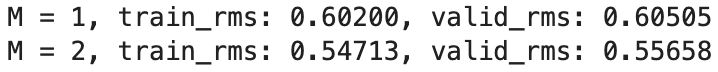 M = 1, train_rms: 0.60200, valid_rms: 0.60505
M = 2, train_rms: 0.54713, valid_rms: 0.55658